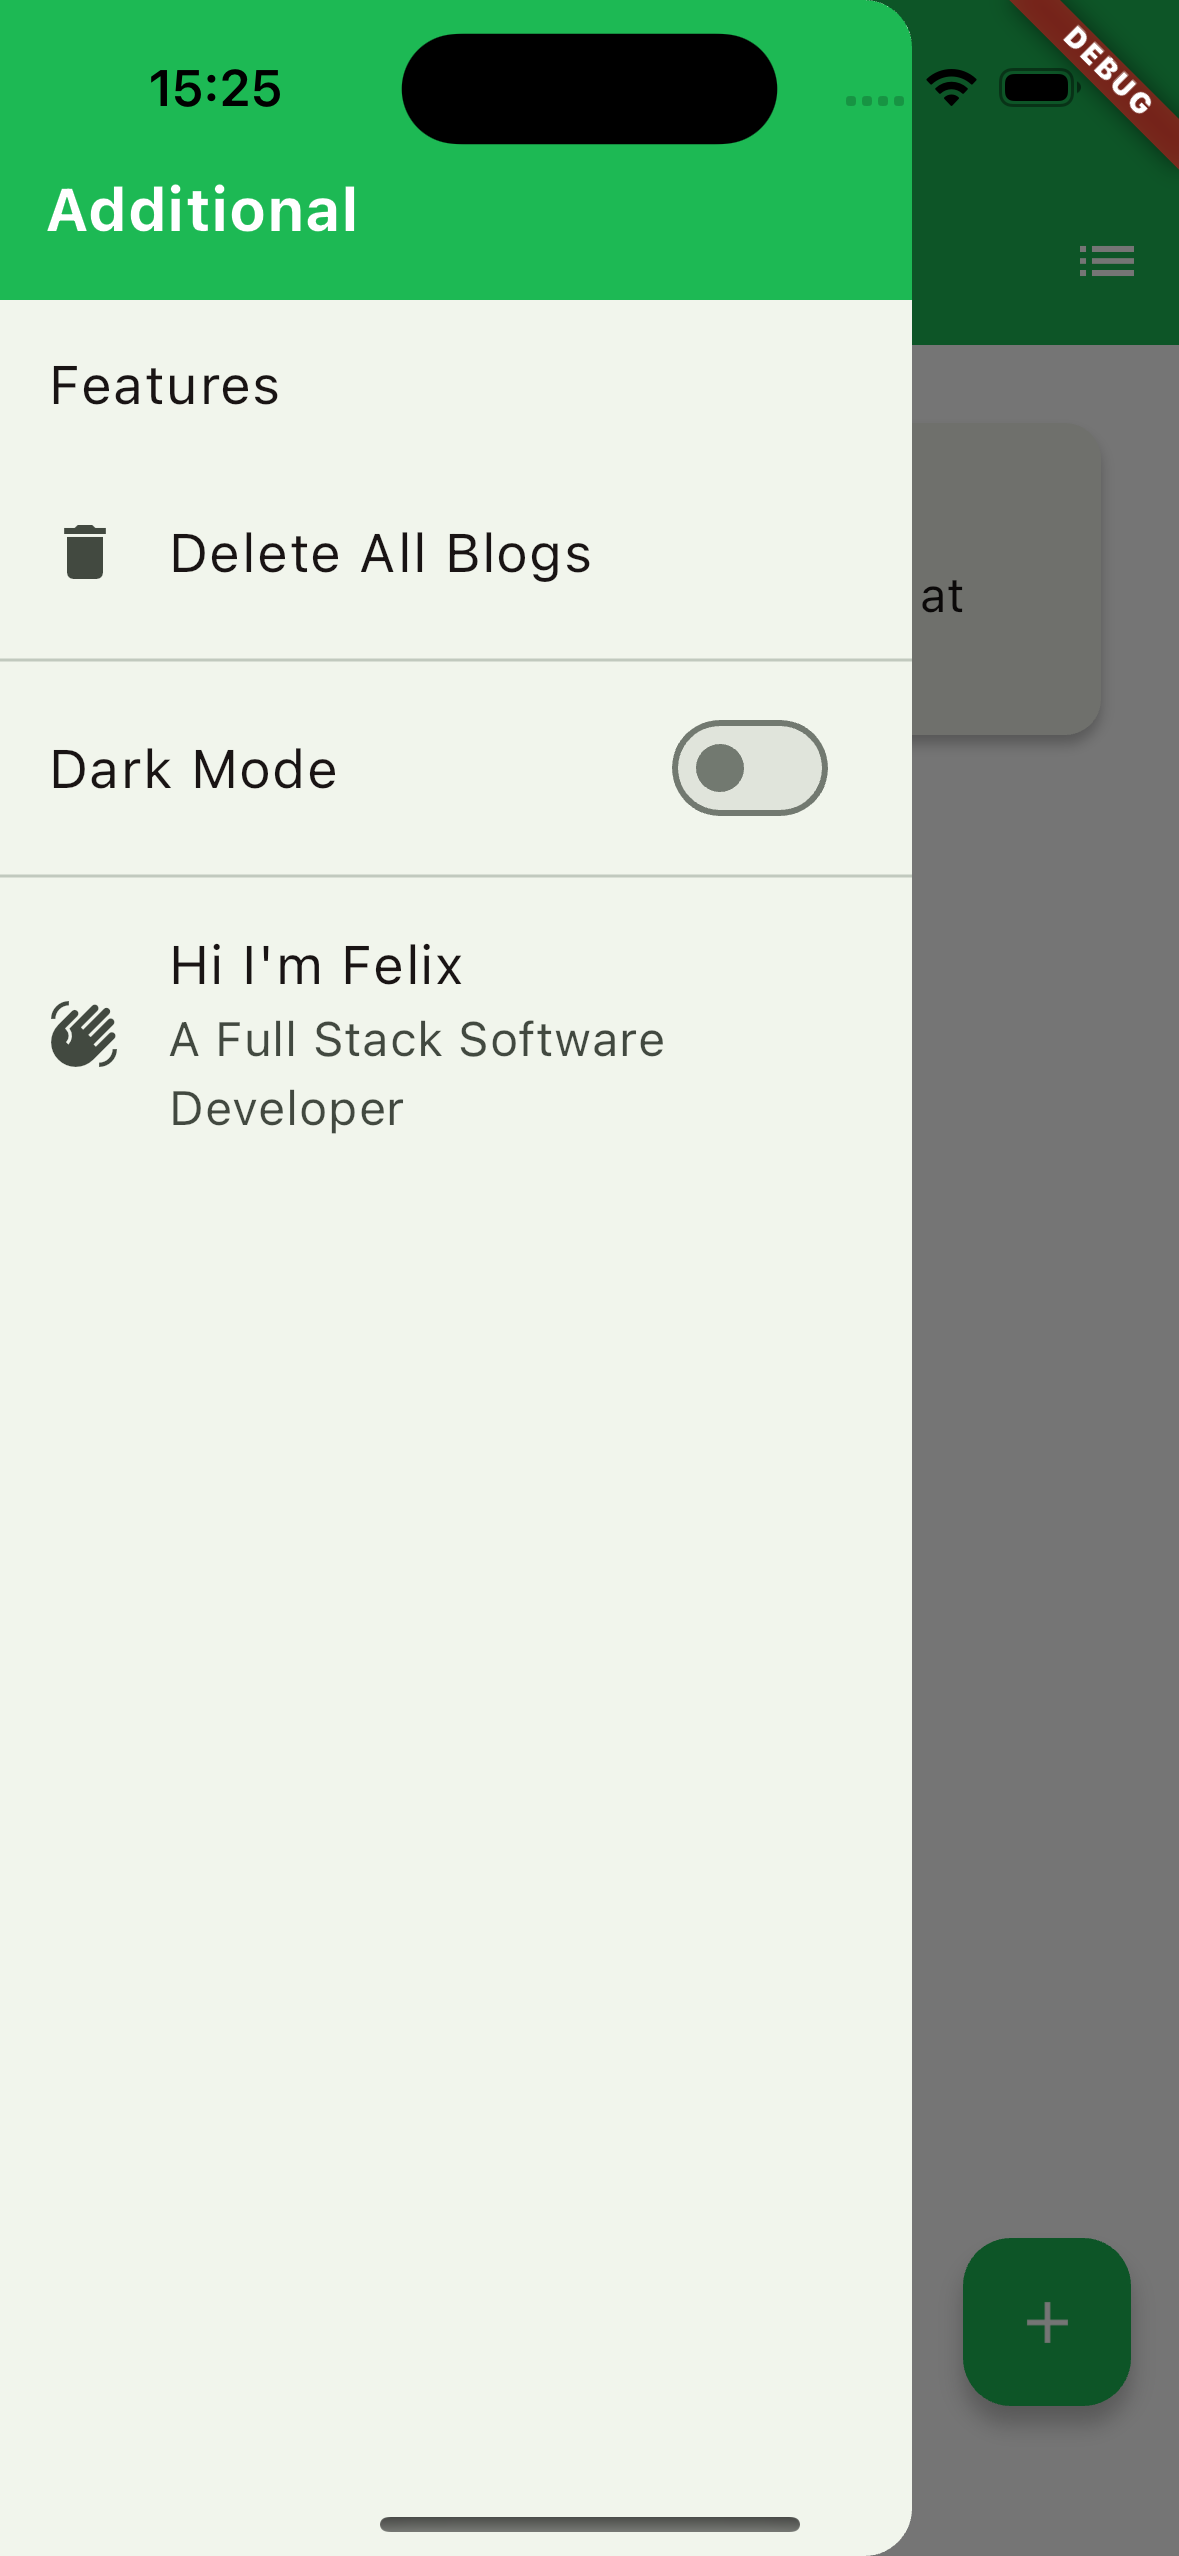 15:25
DEBUG
Additional
Features
Delete All Blogs
at
Dark Mode
Hi I'm Felix
A Full Stack Software
Developer